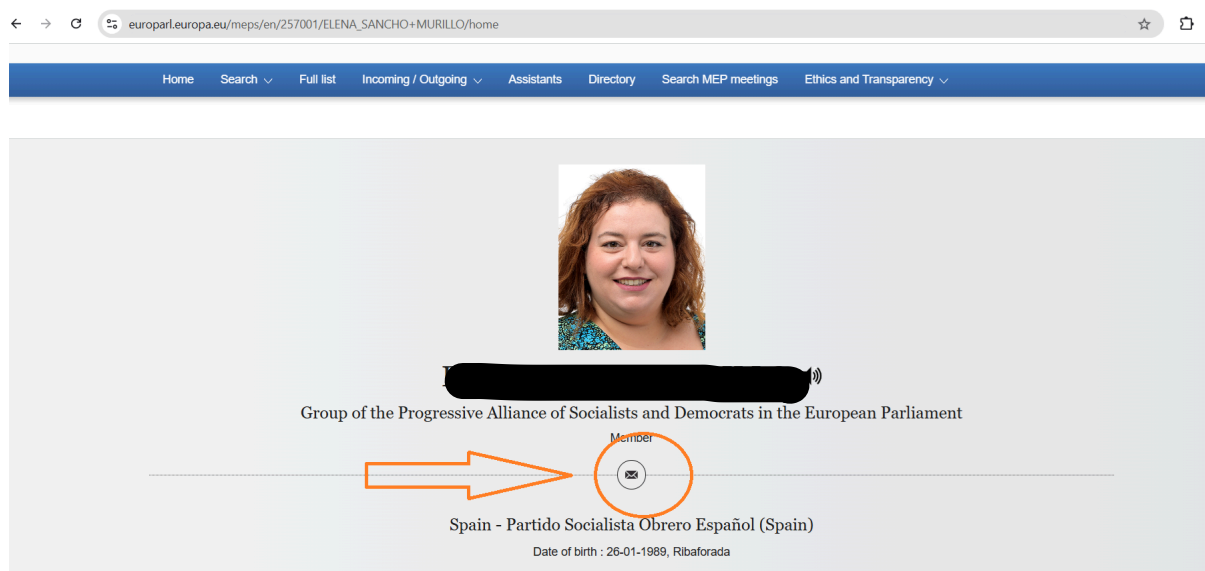 europarl.europa.eu/meps/en/257001/ELENA_SANCHO+MURILLO/home
Home Search Full list Incoming / Outgoing Assistants Directory Search MEP meetings Ethics and Transparency
Group of the Progressive Alliance of Socialists and Democrats in the European Parliament
Member
Spain - Partido Socialista Obrero Español (Spain)
Date of birth : 26-01-1989, Ribaforada